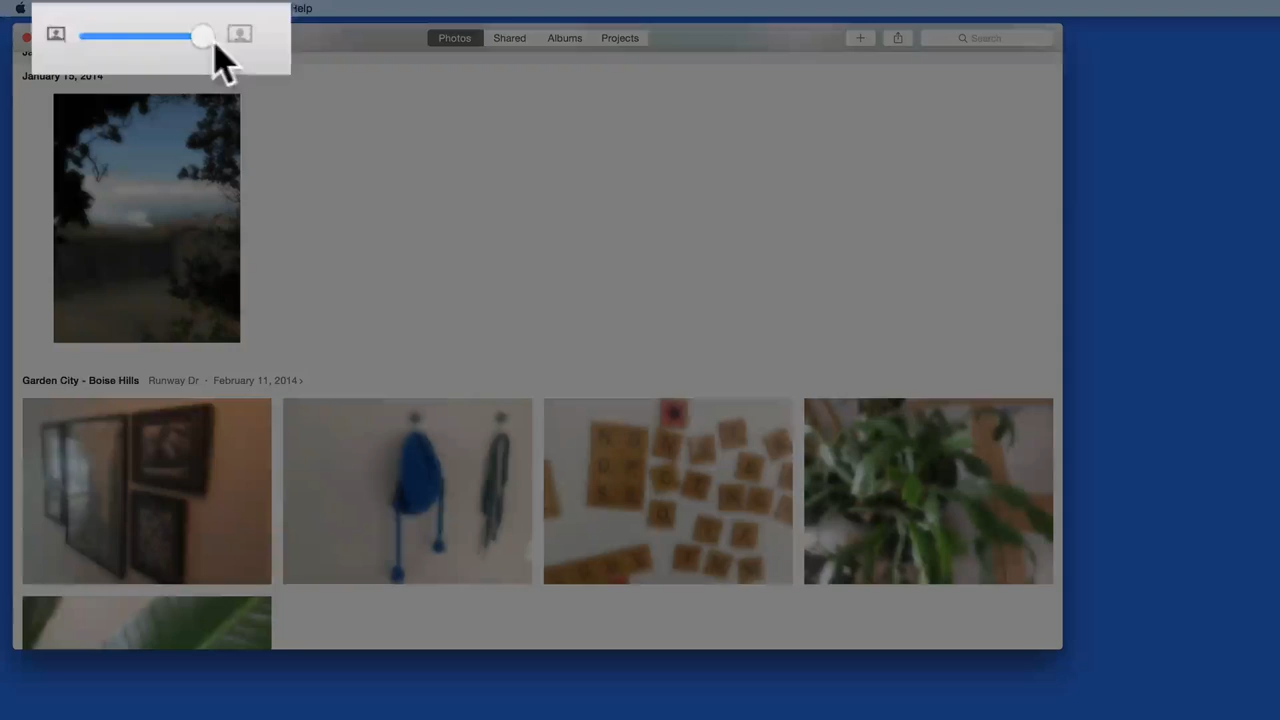 Help
Photos Shared Albums Projects Search
January 15, 2014
Garden City - Boise Hills Runway Dr · February 11, 2014 >